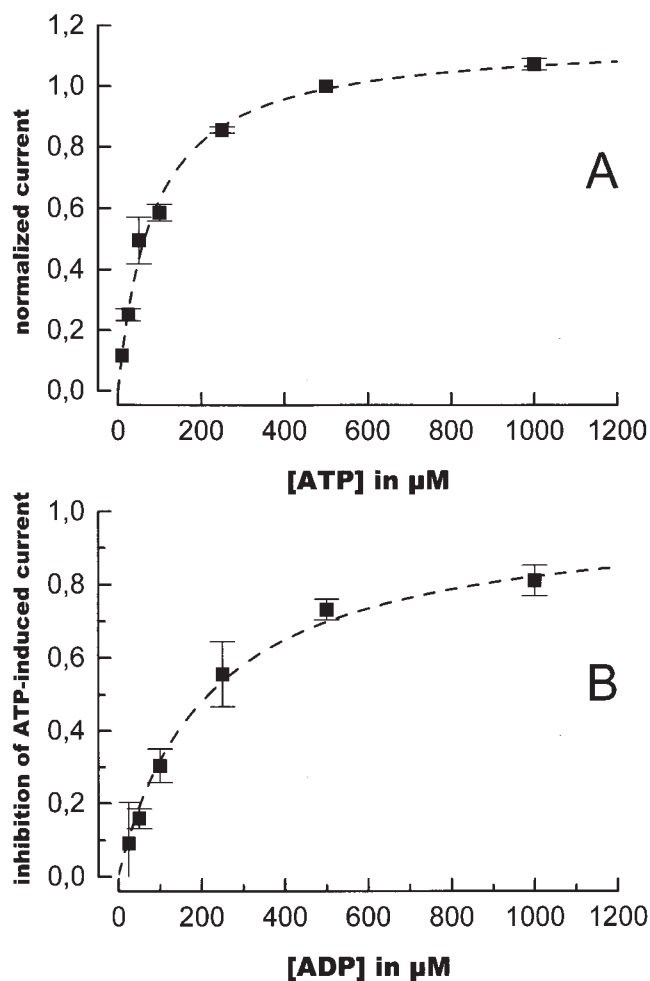 1,2
1,0
0,8
0,6
0,4
0,2
0,0
normalized current
A
0 200 400 600 800 1000 1200
[ATP] in µM
1,0
0,8
0,6
0,4
0,2
0,0
inhibition of ATP-induced current
B
0 200 400 600 800 1000 1200
[ADP] in µM